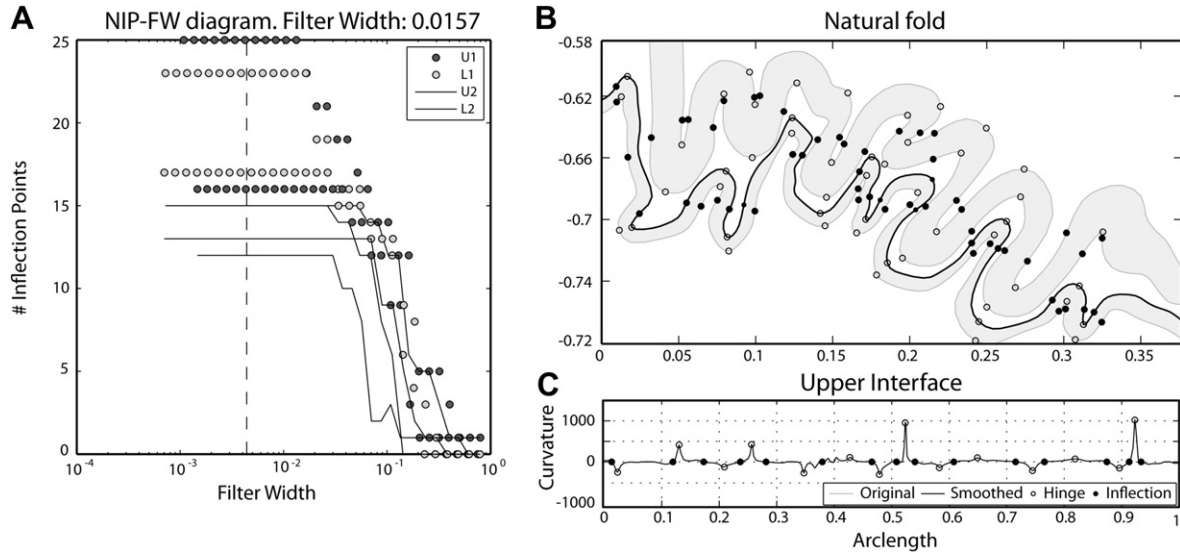 A
NIP-FW diagram. Filter Width: 0.0157
25
20
15
10
5
0
# Inflection Points
U1
L1
U2
L2
10^-4
10^-3
10^-2
10^-1
10^0
Filter Width
B
Natural fold
-0.58
-0.62
-0.66
-0.7
-0.74
-0.72
0
0.05
0.1
0.15
0.2
0.25
0.3
0.35
C
Upper Interface
1000
0
-1000
Curvature
Original
Smoothed
Hinge
Inflection
0
0.1
0.2
0.3
0.4
0.5
0.6
0.7
0.8
0.9
1
Arclength